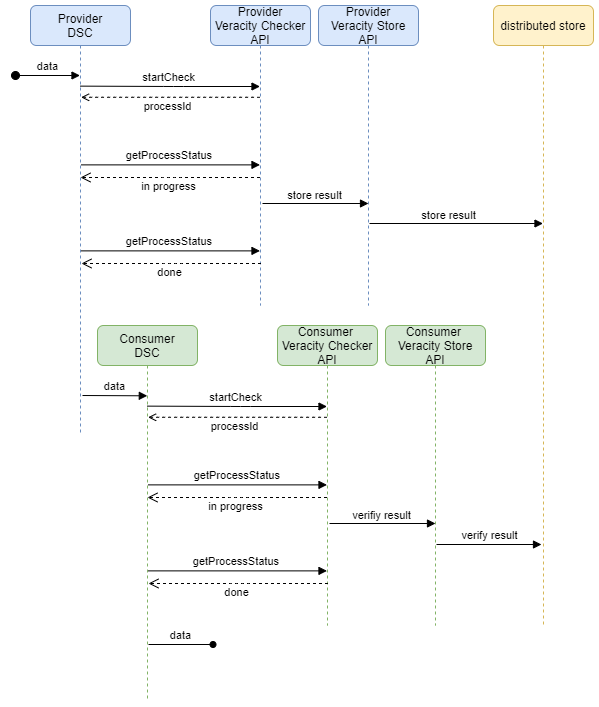 Provider
DSC
Provider
Veracity Checker
API
Provider
Veracity Store
API
distributed store
data
startCheck
processId
getProcessStatus
in progress
store result
store result
getProcessStatus
done
Consumer
DSC
Consumer
Veracity Checker
API
Consumer
Veracity Store
API
data
startCheck
processId
getProcessStatus
in progress
verifiy result
verify result
getProcessStatus
done
data